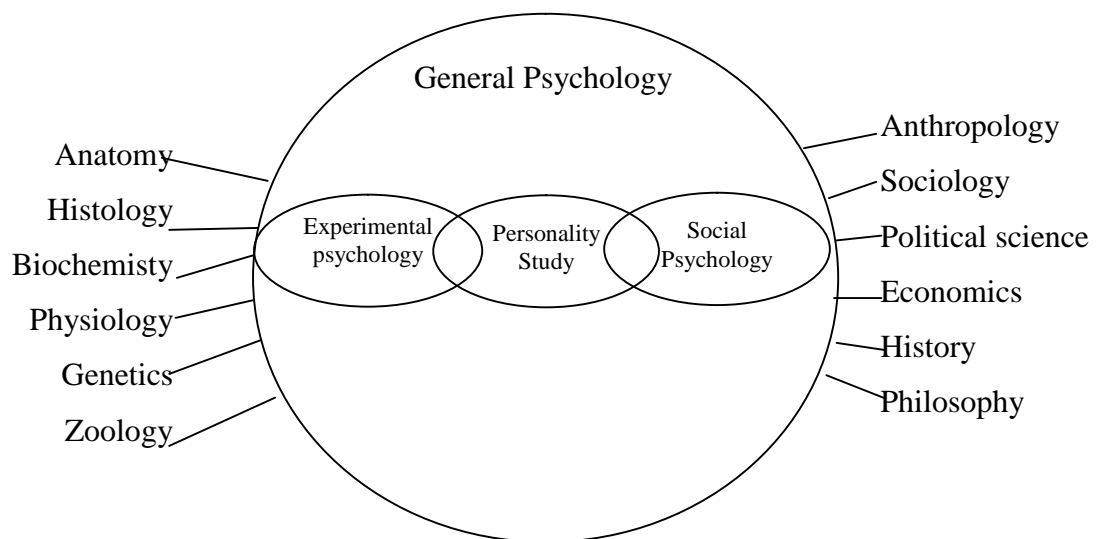 General Psychology
Anatomy
Histology
Biochemisty
Physiology
Genetics
Zoology
Experimental
psychology
Personality
Study
Social
Psychology
Anthropology
Sociology
Political science
Economics
History
Philosophy